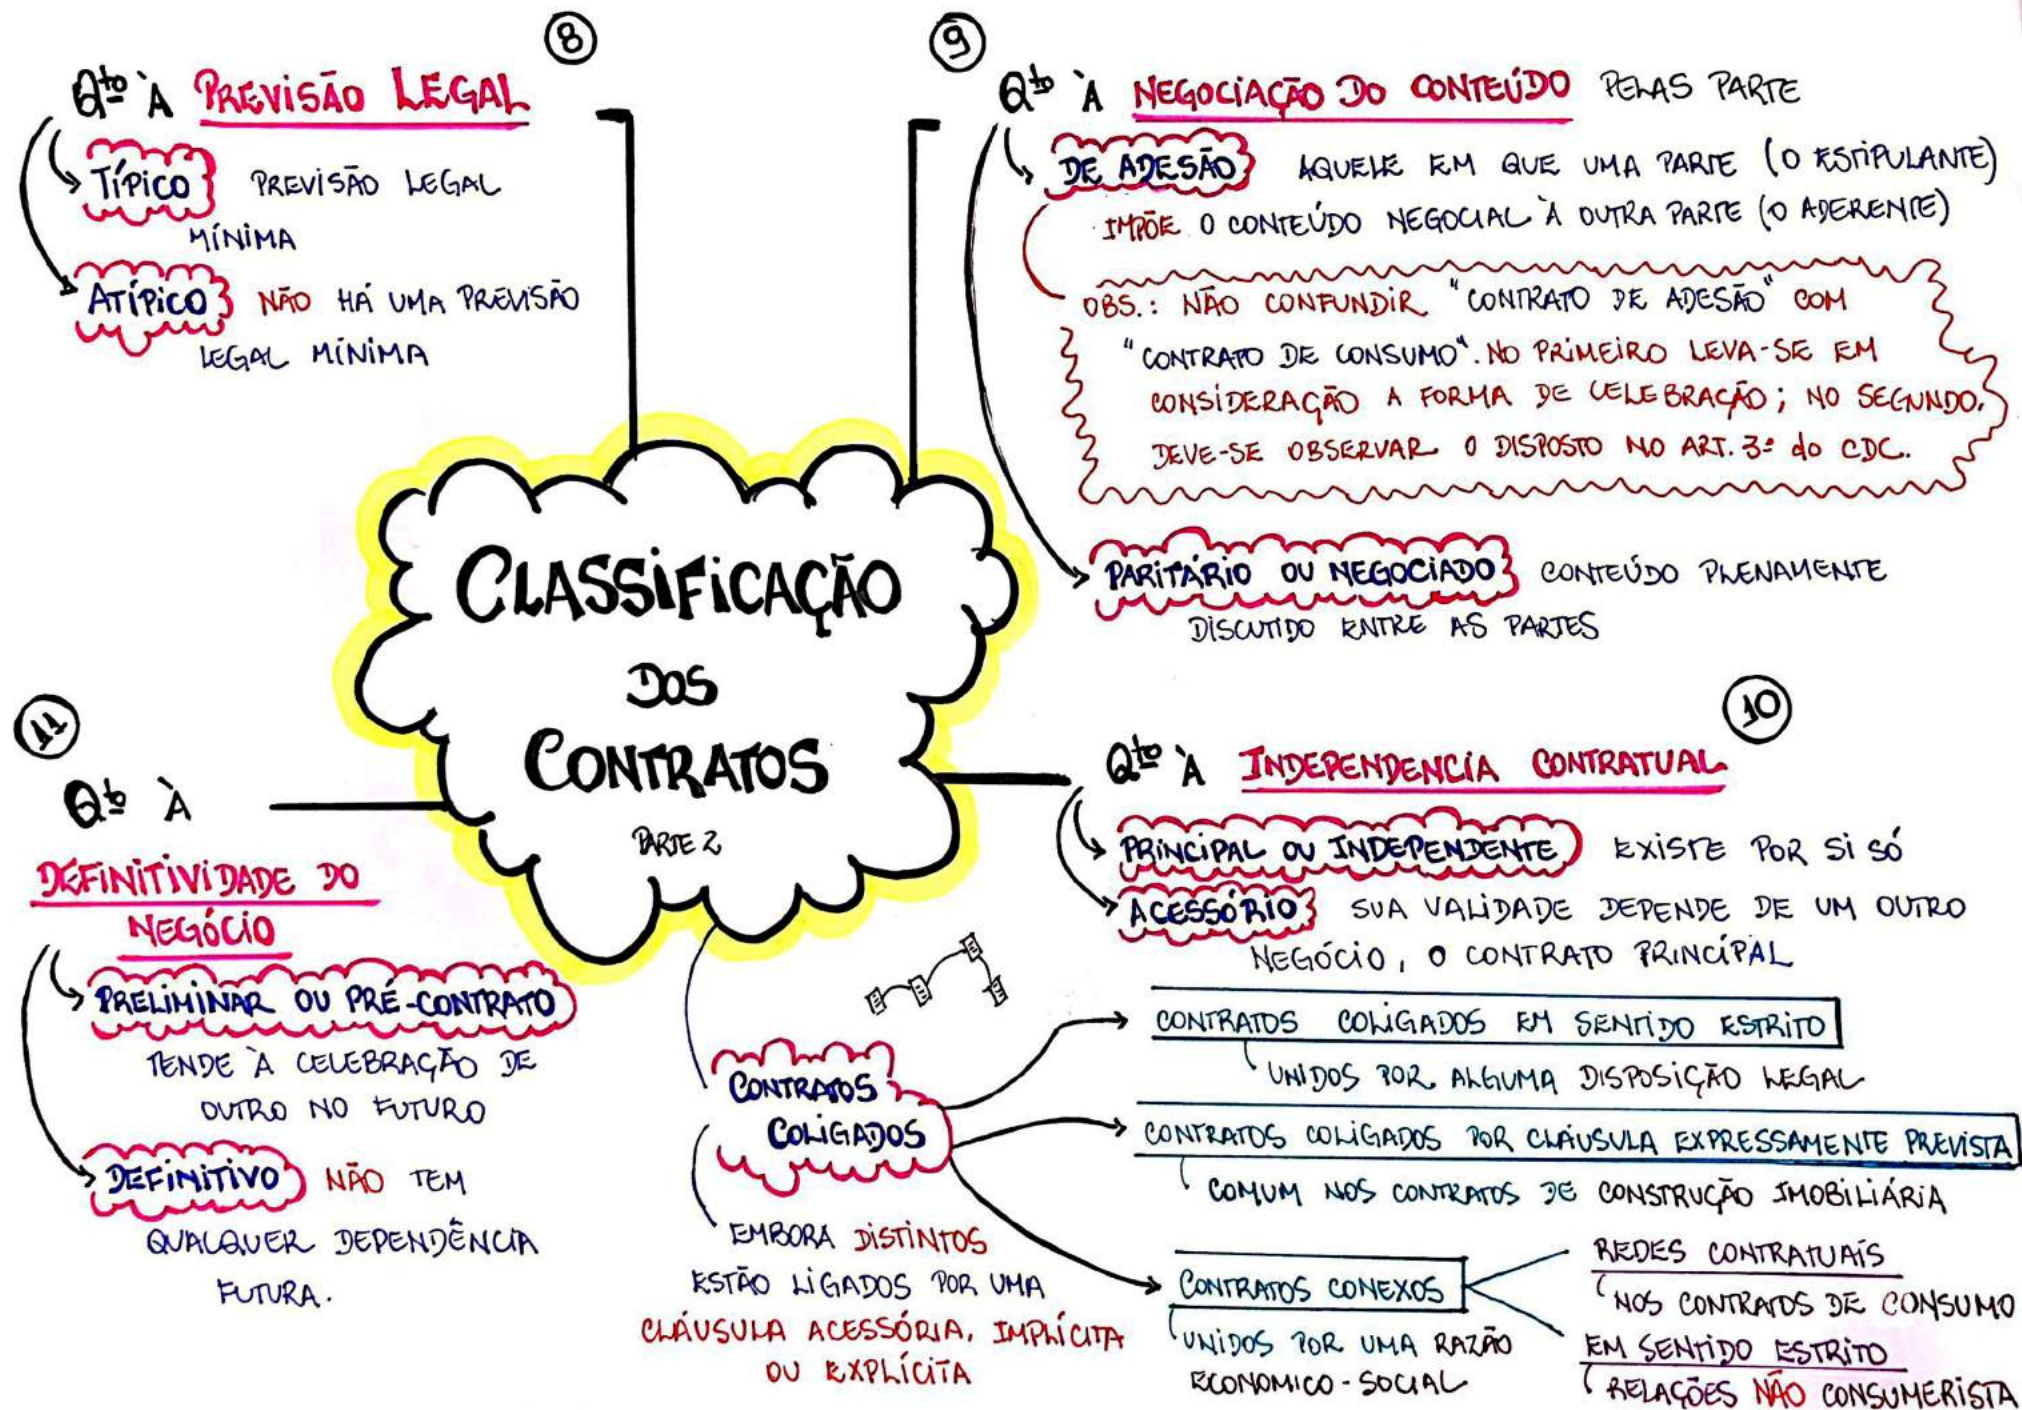 8
Qto À PREVISÃO LEGAL
TÍPICO PREVISÃO LEGAL
MÍNIMA
ATÍPICO NÃO HÁ UMA PREVISÃO
LEGAL MÍNIMA
9
Qto À NEGOCIAÇÃO DO CONTEÚDO PELAS PARTE
DE ADESÃO AQUELE EM QUE UMA PARTE (O ESTIPULANTE)
IMPÕE O CONTEÚDO NEGOCIAL À OUTRA PARTE (O ADERENTE)
OBS.: NÃO CONFUNDIR "CONTRATO DE ADESÃO" COM
"CONTRATO DE CONSUMO". NO PRIMEIRO LEVA-SE EM
CONSIDERAÇÃO A FORMA DE CELEBRAÇÃO; NO SEGUNDO,
DEVE-SE OBSERVAR O DISPOSTO NO ART. 3º do CDC.
PARITÁRIO OU NEGOCIADO CONTEÚDO PLENAMENTE
DISCUTIDO ENTRE AS PARTES
CLASSIFICAÇÃO
DOS
CONTRATOS
PARTE 2
10
Qto À INDEPENDENCIA CONTRATUAL
PRINCIPAL OU INDEPENDENTE EXISTE POR SI SÓ
ACESSÓRIO SUA VALIDADE DEPENDE DE UM OUTRO
NEGÓCIO, O CONTRATO PRINCIPAL
11
Qto À
DEFINITIVIDADE DO
NEGÓCIO
PRELIMINAR OU PRÉ-CONTRATO
TENDE À CELEBRAÇÃO DE
OUTRO NO FUTURO
DEFINITIVO NÃO TEM
QUALQUER DEPENDÊNCIA
FUTURA.
CONTRATOS
COLIGADOS
EMBORA DISTINTOS
ESTÃO LIGADOS POR UMA
CLÁUSULA ACESSÓRIA, IMPLÍCITA
OU EXPLÍCITA
CONTRATOS COLIGADOS EM SENTIDO ESTRITO
UNIDOS POR ALGUMA DISPOSIÇÃO LEGAL
CONTRATOS COLIGADOS POR CLÁUSULA EXPRESSAMENTE PREVISTA
COMUM NOS CONTRATOS DE CONSTRUÇÃO IMOBILIÁRIA
CONTRATOS CONEXOS
UNIDOS POR UMA RAZÃO
ECONOMICO-SOCIAL
REDES CONTRATUAIS
NOS CONTRATOS DE CONSUMO
EM SENTIDO ESTRITO
RELAÇÕES NÃO CONSUMERISTA